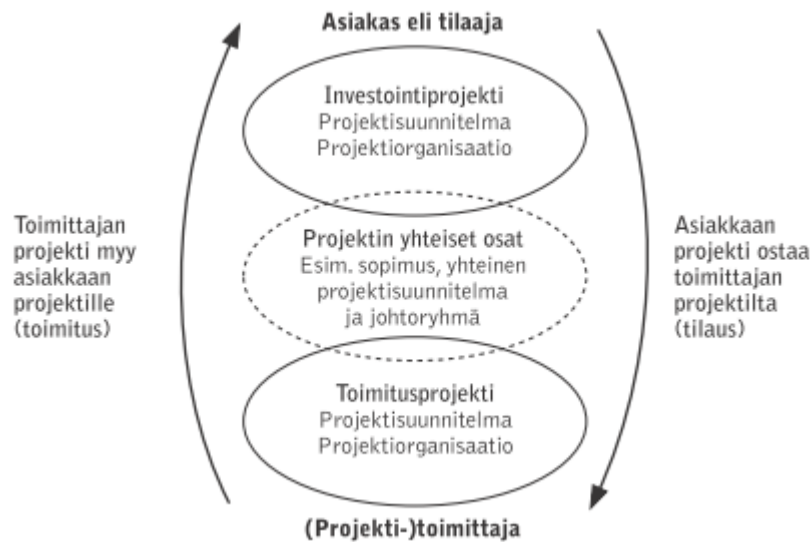 Asiakas eli tilaaja
Investointiprojekti
Projektisuunnitelma
Projektiorganisaatio
Toimittajan
projekti myy
asiakkaan
projektille
(toimitus)
Projektin yhteiset osat
Esim. sopimus, yhteinen
projektisuunnitelma
ja johtoryhmä
Asiakkaan
projekti ostaa
toimittajan
projektilta
(tilaus)
Toimitusprojekti
Projektisuunnitelma
Projektiorganisaatio
(Projekti-)toimittaja